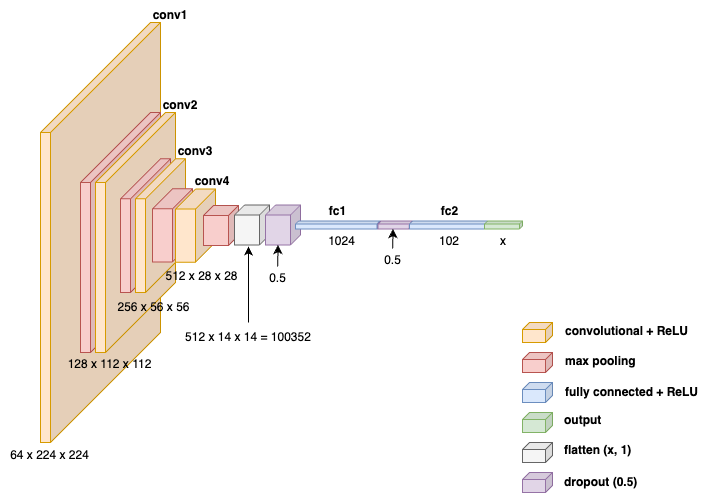 conv1
conv2
conv3
conv4
fc1
fc2
1024
102
x
0.5
0.5
512 x 28 x 28
256 x 56 x 56
512 x 14 x 14 = 100352
128 x 112 x 112
64 x 224 x 224
convolutional + ReLU
max pooling
fully connected + ReLU
output
flatten (x, 1)
dropout (0.5)